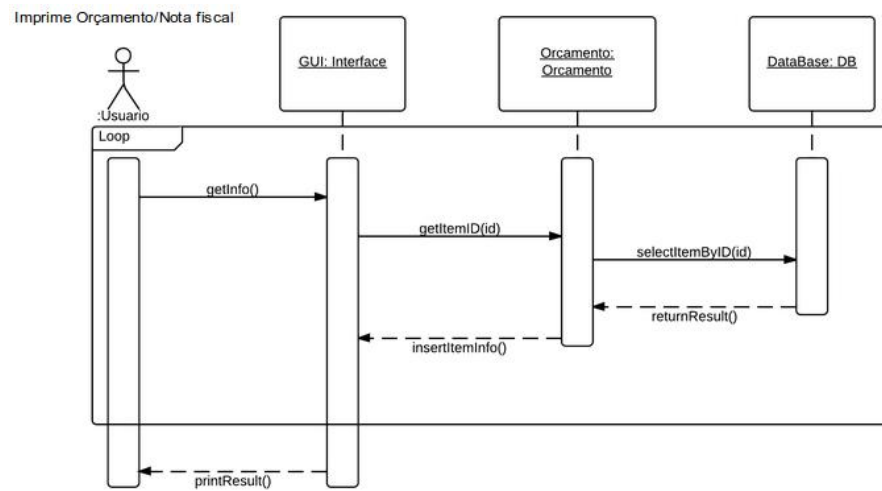 Imprime Orçamento/Nota fiscal
GUI: Interface
Orcamento:
Orcamento
DataBase: DB
:Usuario
Loop
getInfo()
getItemID(id)
selectItemByID(id)
returnResult()
insertItemInfo()
printResult()